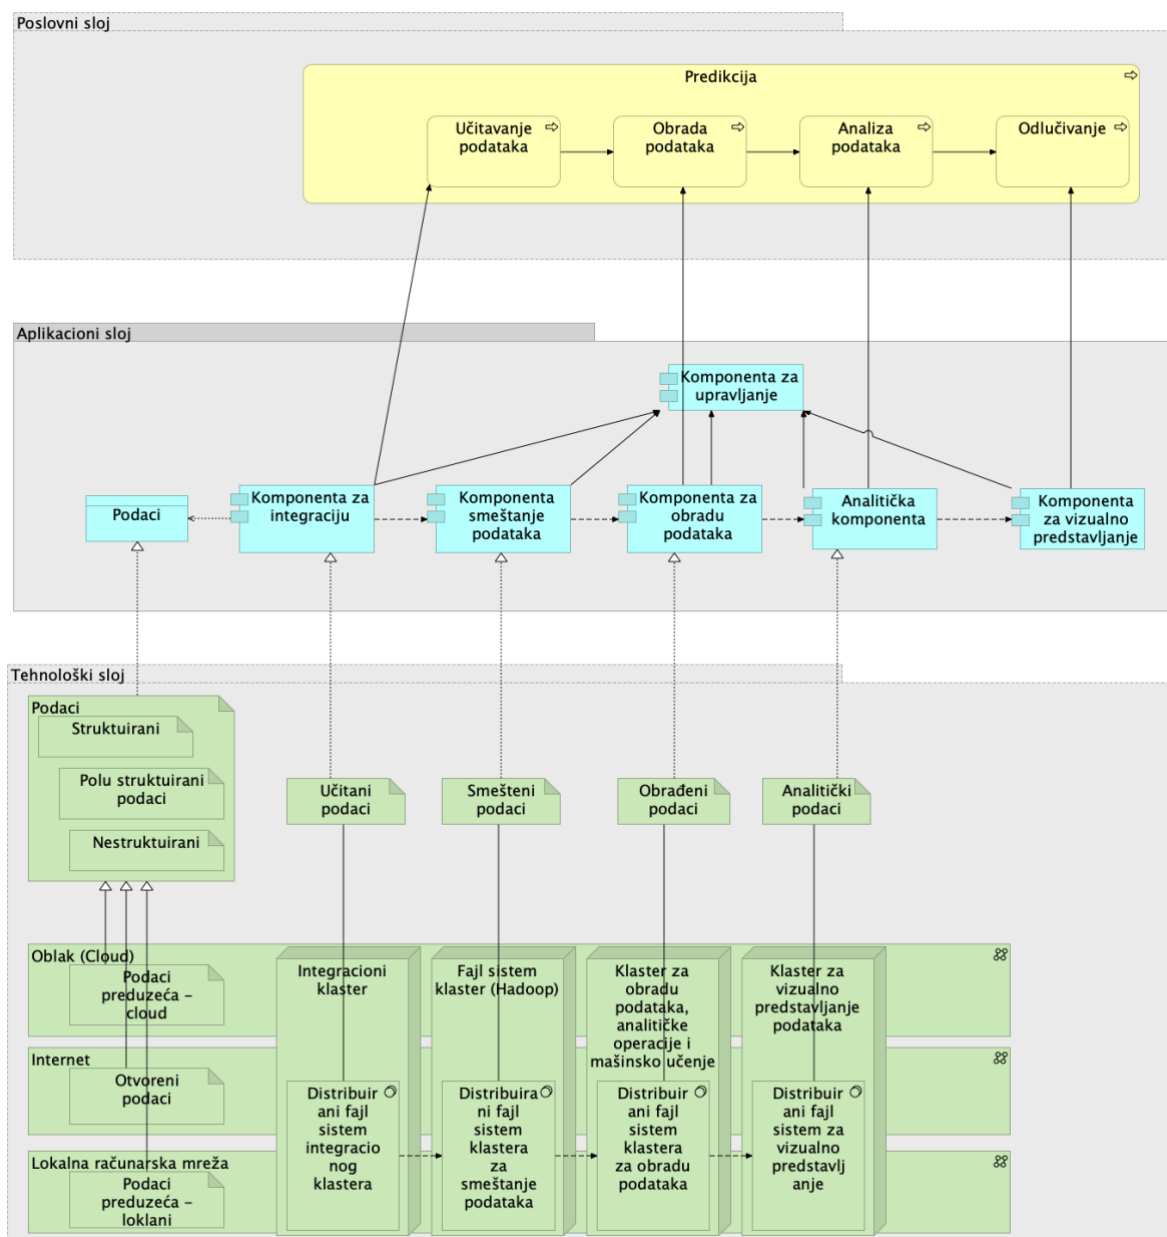 Poslovni sloj
Predikcija
Učitavanje
podataka
Obrada
podataka
Analiza
podataka
Odlučivanje
Aplikacioni sloj
Komponenta za
upravljanje
Podaci
Komponenta za
integraciju
Komponenta
smeštanje
podataka
Komponenta za
obradu
podataka
Analitička
komponenta
Komponenta
za vizualno
predstavljanje
Tehnološki sloj
Podaci
Struktuirani
Polu struktuirani
podaci
Nestruktuirani
Učitani
podaci
Smešteni
podaci
Obrađeni
podaci
Analitički
podaci
Oblak (Cloud)
Podaci
preduzeća –
cloud
Internet
Otvoreni
podaci
Lokalna računarska mreža
Podaci
preduzeća –
loklani
Integracioni
klaster
Fajl sistem
klaster (Hadoop)
Klaster za
obradu
podataka,
analitičke
operacije i
mašinsko učenje
Klaster za
vizualno
predstavljanje
podataka
Distribuir
ani fajl
sistem
integracio
nog
klastera
Distribuira
ni fajl
sistem
klastera
za
smeštanje
podataka
Distribuir
ani fajl
sistem
klastera
za obradu
podataka
Distribuir
ani fajl
sistem za
vizualno
predstavlj
anje